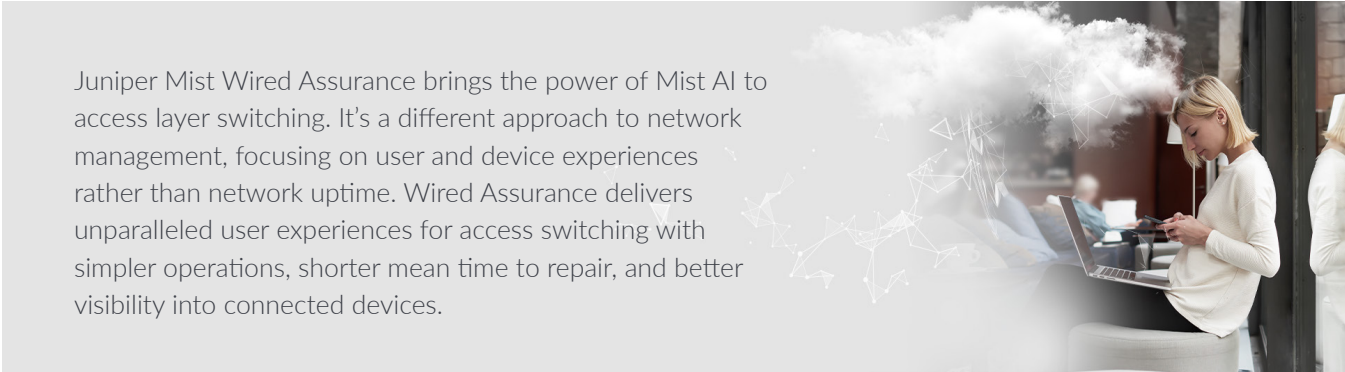 Juniper Mist Wired Assurance brings the power of Mist AI to
access layer switching. It’s a different approach to network
management, focusing on user and device experiences
rather than network uptime. Wired Assurance delivers
unparalleled user experiences for access switching with
simpler operations, shorter mean time to repair, and better
visibility into connected devices.